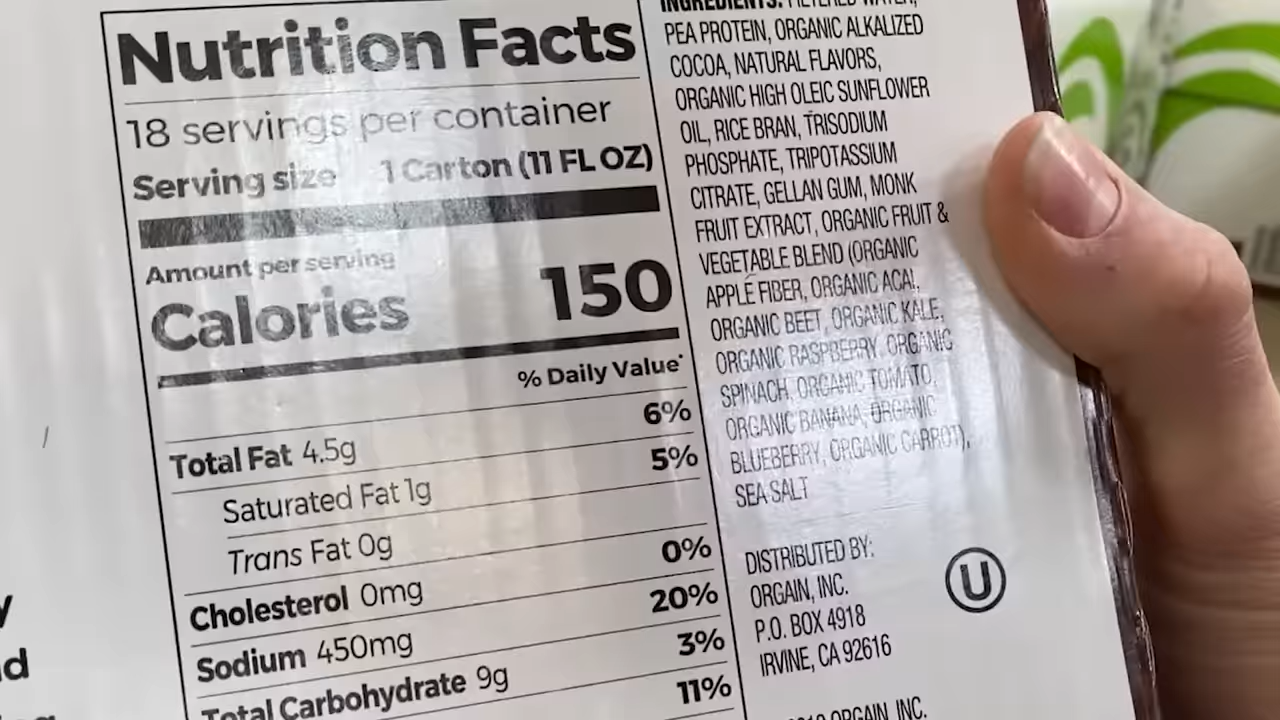 Nutrition Facts
18 servings per container
Serving size 1 Carton (11 FL OZ)
Amount per serving
Calories 150
% Daily Value*
6%
Total Fat 4.5g
5%
Saturated Fat 1g
Trans Fat 0g
0%
Cholesterol 0mg
20%
Sodium 450mg
3%
Total Carbohydrate 9g
11%
INGREDIENTS: FILTERED WATER,
PEA PROTEIN, ORGANIC ALKALIZED
COCOA, NATURAL FLAVORS,
ORGANIC HIGH OLEIC SUNFLOWER
OIL, RICE BRAN, TRISODIUM
PHOSPHATE, TRIPOTASSIUM
CITRATE, GELLAN GUM, MONK
FRUIT EXTRACT, ORGANIC FRUIT &
VEGETABLE BLEND (ORGANIC
APPLE FIBER, ORGANIC ACAI,
ORGANIC BEET, ORGANIC KALE,
ORGANIC RASPBERRY, ORGANIC
SPINACH, ORGANIC TOMATO,
ORGANIC BANANA, ORGANIC
BLUEBERRY, ORGANIC CARROT),
SEA SALT
DISTRIBUTED BY:
ORGAIN, INC.
P.O. BOX 4918
IRVINE, CA 92616
U
ORGAIN, INC.